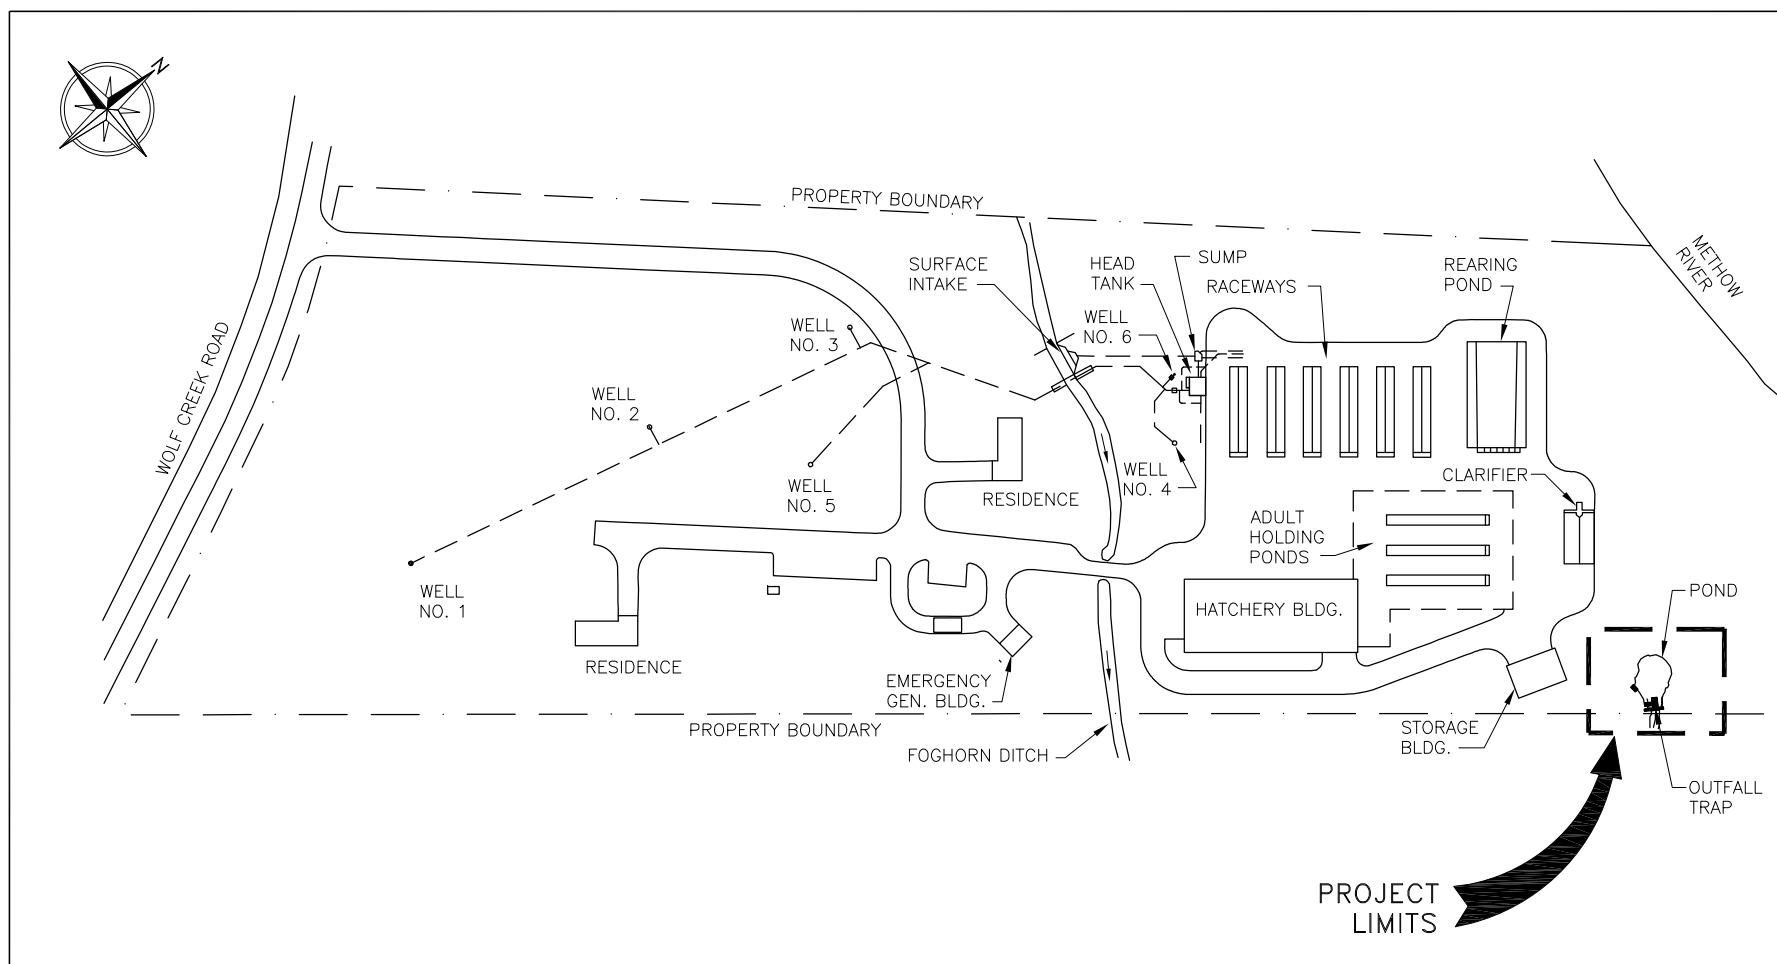 N
PROPERTY BOUNDARY
METHOW
RIVER
SURFACE
INTAKE
HEAD
TANK
SUMP
RACEWAYS
REARING
POND
WELL
NO. 3
WELL
NO. 6
WOLF CREEK ROAD
WELL
NO. 2
WELL
NO. 5
RESIDENCE
WELL
NO. 4
CLARIFIER
ADULT
HOLDING
PONDS
WELL
NO. 1
HATCHERY BLDG.
POND
RESIDENCE
EMERGENCY
GEN. BLDG.
PROPERTY BOUNDARY
FOGHORN DITCH
STORAGE
BLDG.
OUTFALL
TRAP
PROJECT
LIMITS